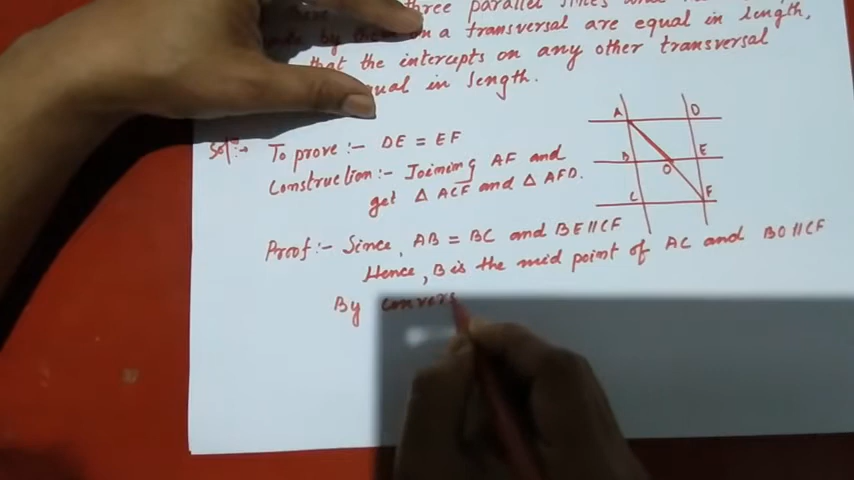 three parallel lines
on a transversal are equal in length,
that the intercepts on any other transversal
equal in length.
Sol:→ To prove :- DE = EF
Construction :- Joining AF and
get △ ACF and △ AFD.
A D
B E
O
C F
Proof :- Since, AB = BC and BE || CF
Hence, B is the mid point of AC and BO || CF
By convers